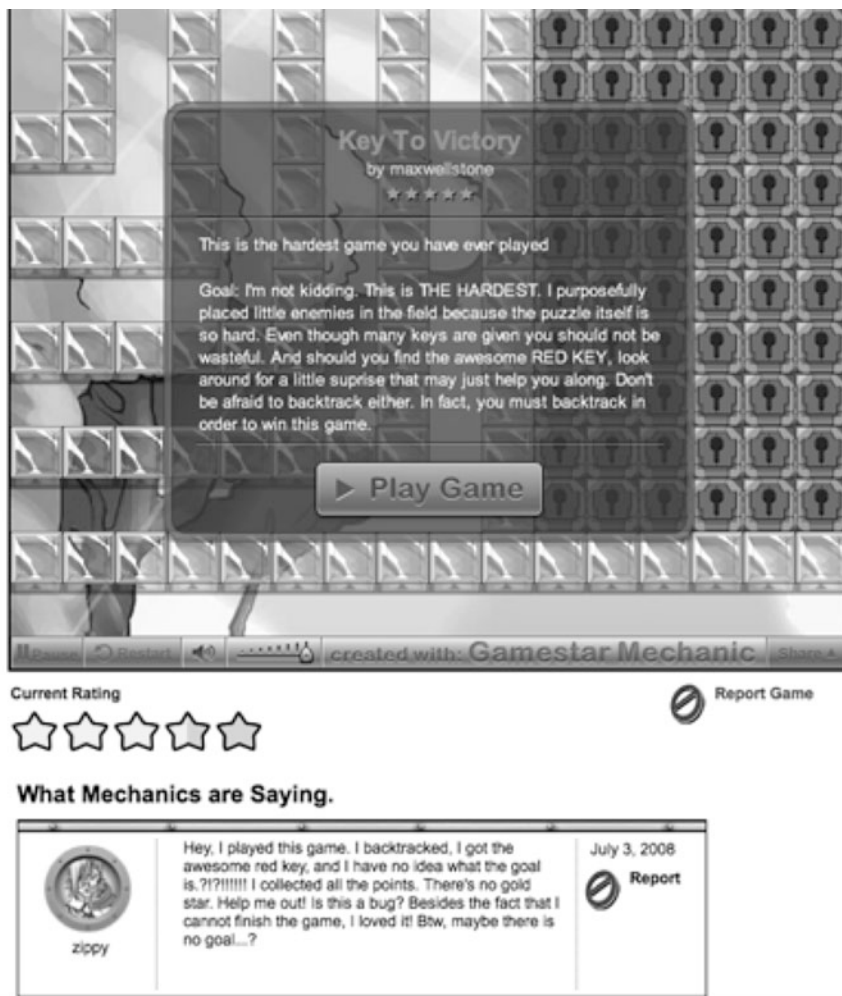 Key To Victory
by maxwellstone
This is the hardest game you have ever played
Goal: I'm not kidding. This is THE HARDEST. I purposefully
placed little enemies in the field because the puzzle itself is
so hard. Even though many keys are given you should not be
wasteful. And should you find the awesome RED KEY, look
around for a little suprise that may just help you along. Don't
be afraid to backtrack either. In fact, you must backtrack in
order to win this game.
Play Game
Pause Restart created with: Gamestar Mechanic Share
Current Rating
Report Game
What Mechanics are Saying.
Hey, I played this game. I backtracked, I got the
awesome red key, and I have no idea what the goal
is.?!?!!!!!! I collected all the points. There's no gold
star. Help me out! Is this a bug? Besides the fact that I
cannot finish the game, I loved it! Btw, maybe there is
no goal...?
zippy
July 3, 2008
Report